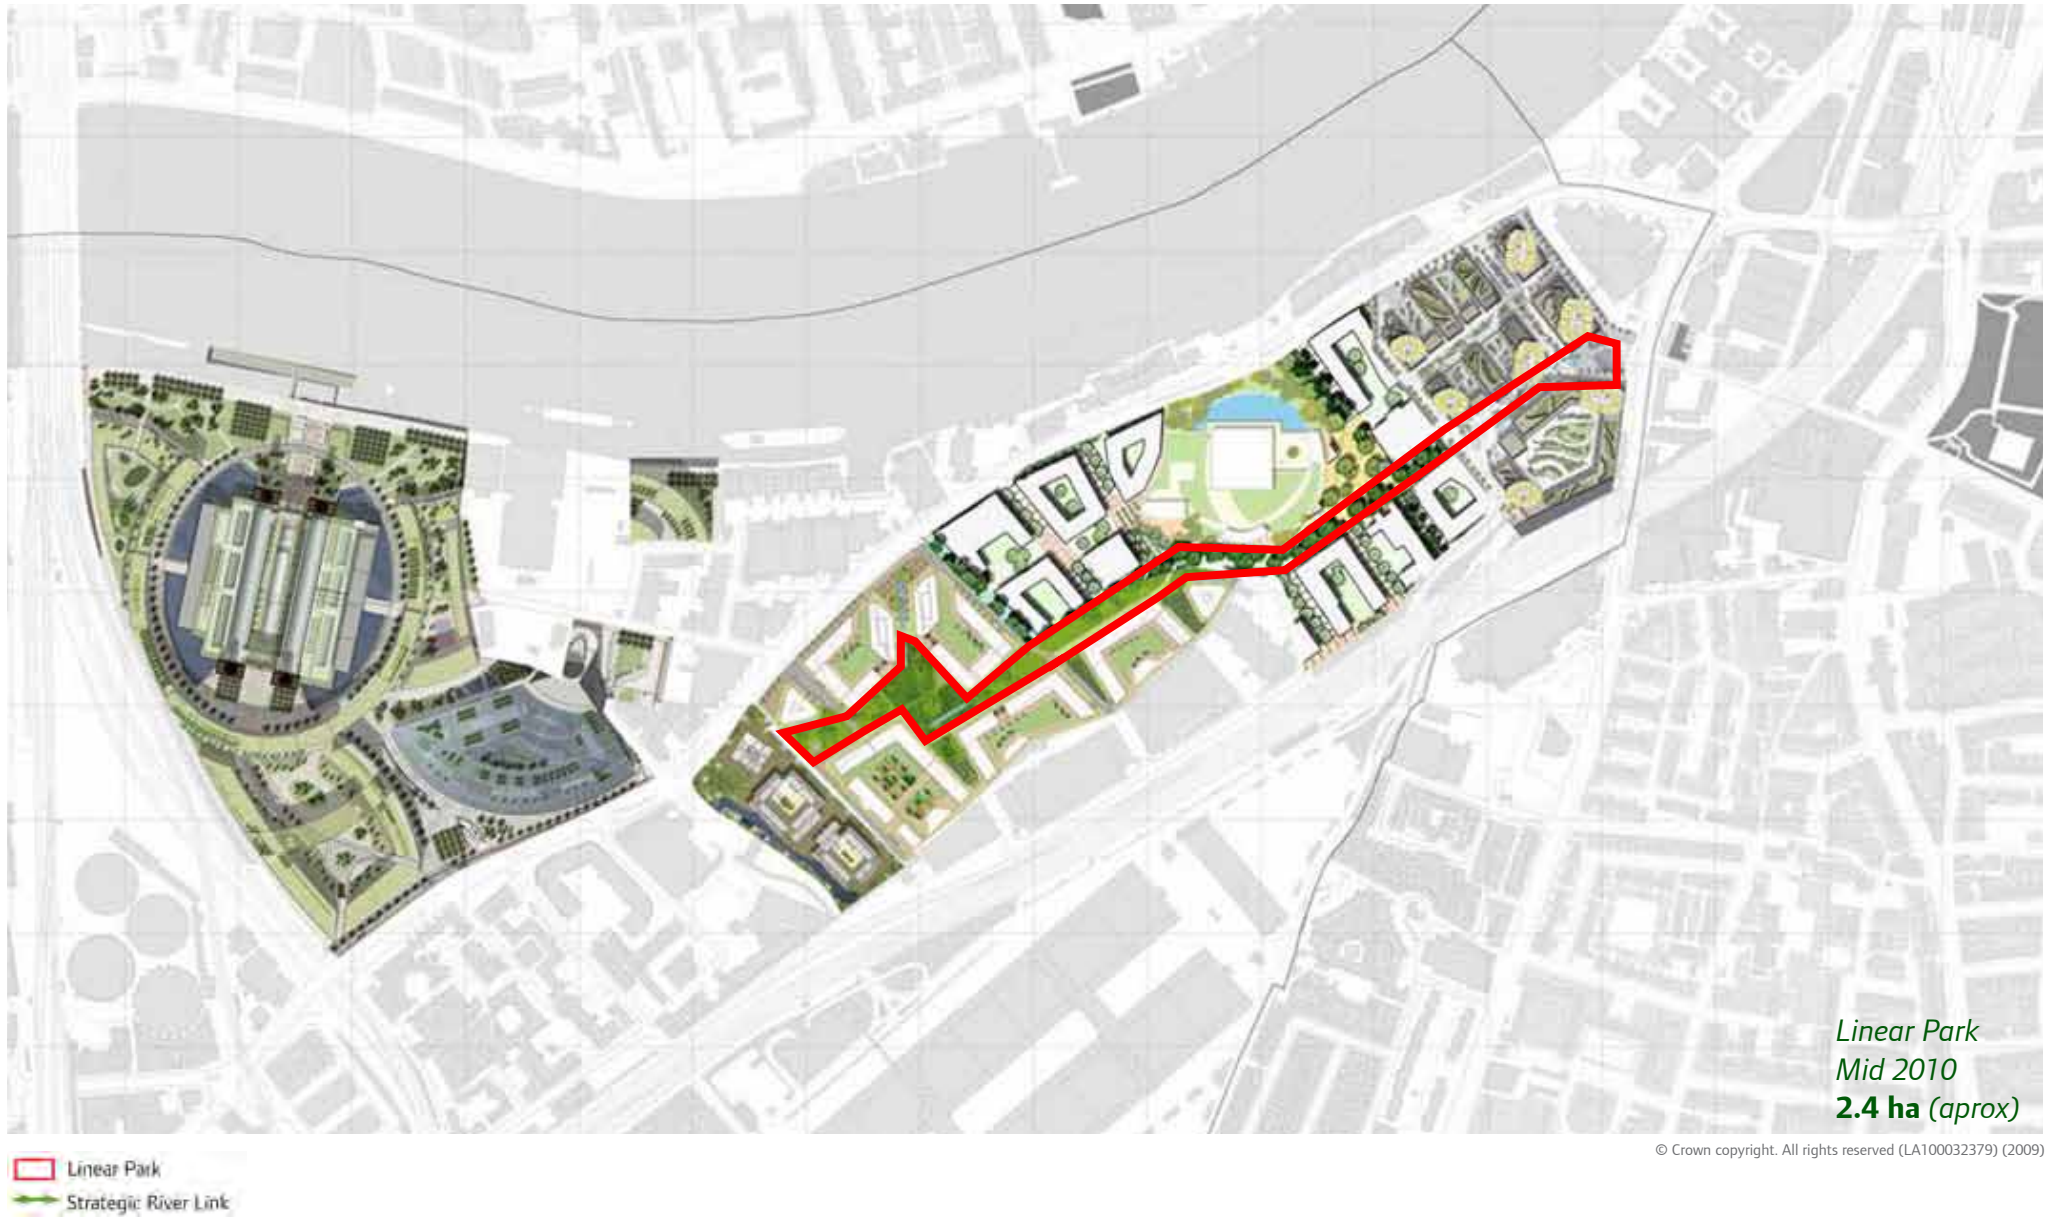 Linear Park
Mid 2010
2.4 ha (aprox)
© Crown copyright. All rights reserved (LA100032379) (2009)
Linear Park
Strategic River Link